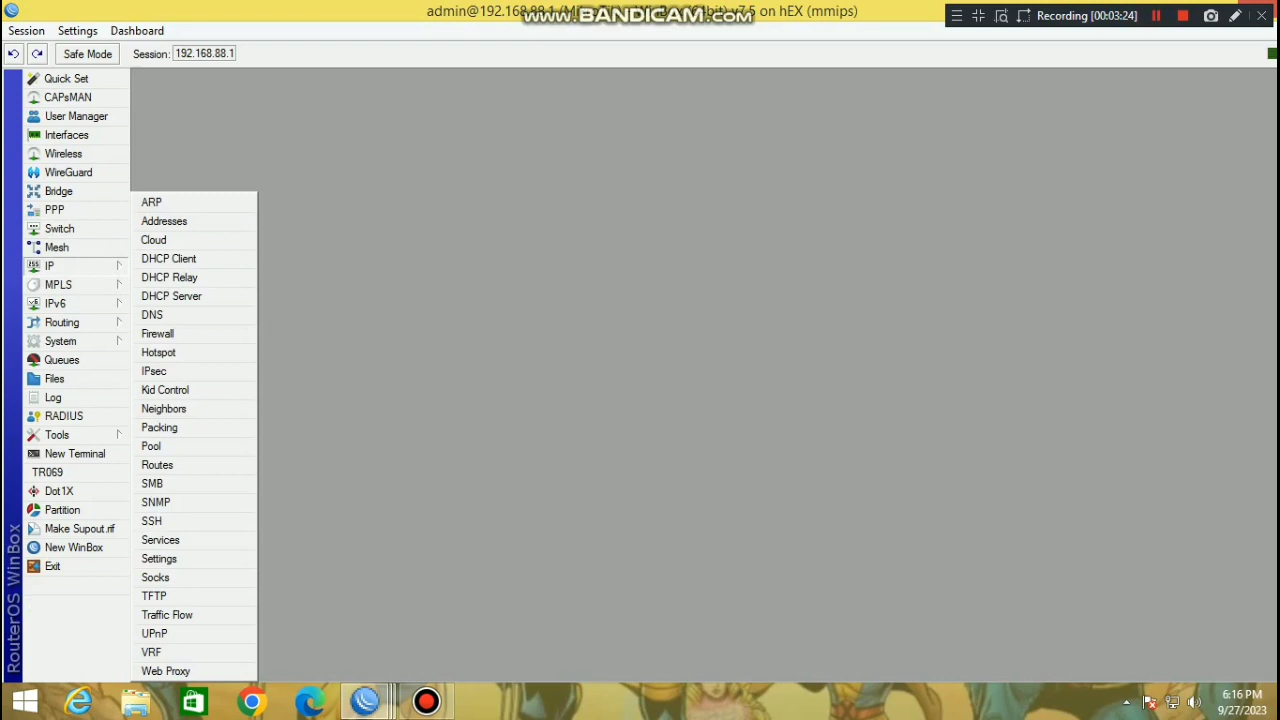 admin@192.168.88.1 v7.5 on hEX (mmips)
www.BANDICAM.com
Recording [00:03:24]
Session Settings Dashboard
Safe Mode Session: 192.168.88.1
Quick Set
CAPsMAN
User Manager
Interfaces
Wireless
WireGuard
Bridge
PPP
Switch
Mesh
IP
MPLS
IPv6
Routing
System
Queues
Files
Log
RADIUS
Tools
New Terminal
TR069
Dot1X
Partition
Make Supout.rif
New WinBox
Exit
RouterOS WinBox
ARP
Addresses
Cloud
DHCP Client
DHCP Relay
DHCP Server
DNS
Firewall
Hotspot
IPsec
Kid Control
Neighbors
Packing
Pool
Routes
SMB
SNMP
SSH
Services
Settings
Socks
TFTP
Traffic Flow
UPnP
VRF
Web Proxy
6:16 PM
9/27/2023